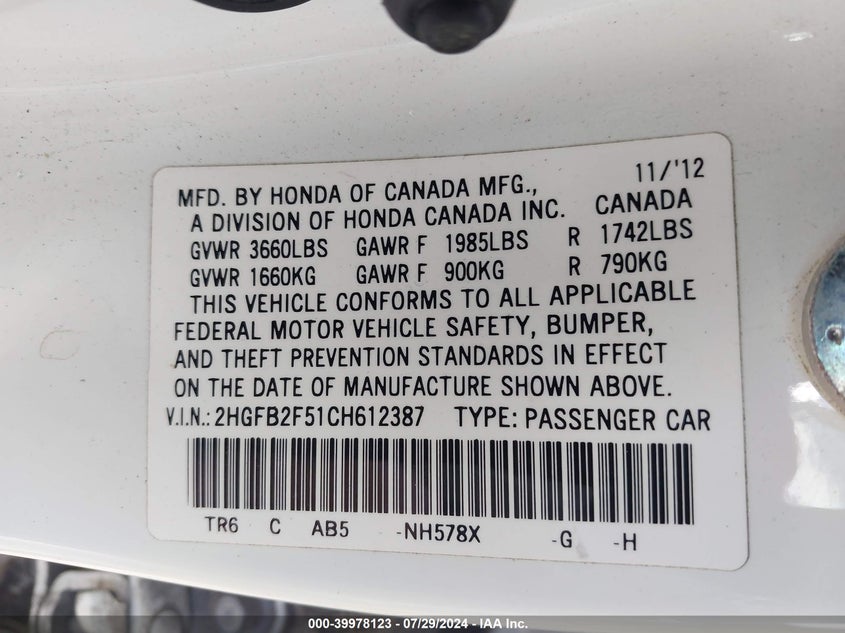 11/'12
MFD. BY HONDA OF CANADA MFG.,
A DIVISION OF HONDA CANADA INC. CANADA
GVWR 3660LBS GAWR F 1985LBS R 1742LBS
GVWR 1660KG GAWR F 900KG R 790KG
THIS VEHICLE CONFORMS TO ALL APPLICABLE
FEDERAL MOTOR VEHICLE SAFETY, BUMPER,
AND THEFT PREVENTION STANDARDS IN EFFECT
ON THE DATE OF MANUFACTURE SHOWN ABOVE.
V.I.N.: 2HGFB2F51CH612387 TYPE: PASSENGER CAR
TR6 C AB5 -NH578X -G -H
000-39978123 - 07/29/2024 - IAA Inc.